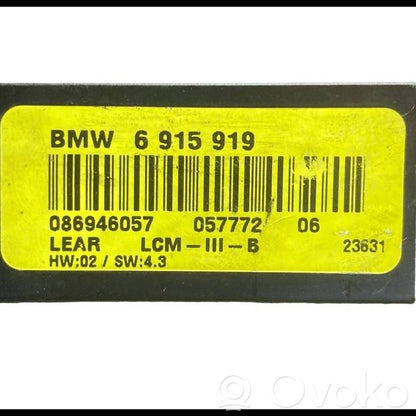 BMW 6 915 919
086946057 057772 06
LEAR LCM-III-B 23631
HW:02 / SW:4.3
Ovoko